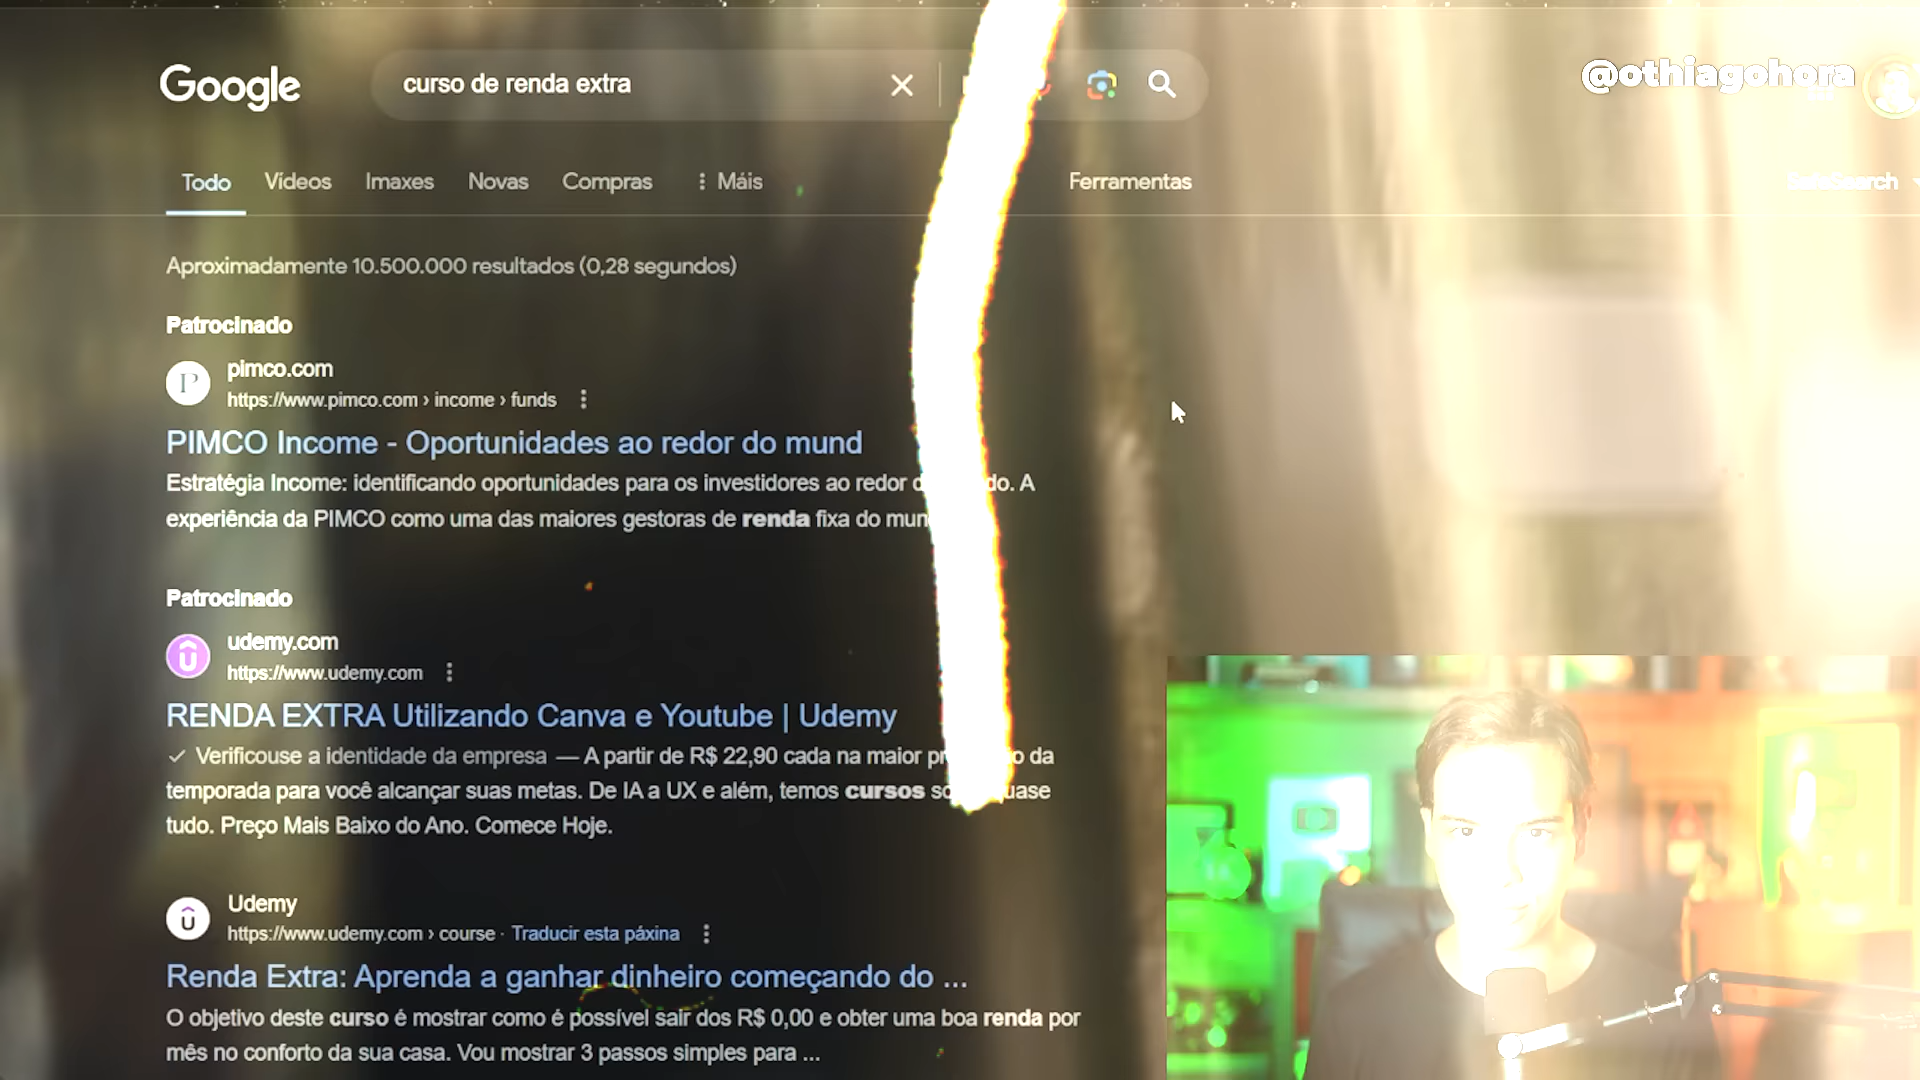 Google
curso de renda extra
@othiagohora
Todo
Vídeos
Imaxes
Novas
Compras
Máis
Ferramentas
SafeSearch
Aproximadamente 10.500.000 resultados (0,28 segundos)
Patrocinado
pimco.com
https://www.pimco.com › income › funds
PIMCO Income - Oportunidades ao redor do mund
Estratégia Income: identificando oportunidades para os investidores ao redor do. A
experiência da PIMCO como uma das maiores gestoras de renda fixa do mun
Patrocinado
udemy.com
https://www.udemy.com
RENDA EXTRA Utilizando Canva e Youtube | Udemy
✓ Verificouse a identidade da empresa — A partir de R$ 22,90 cada na maior da
temporada para você alcançar suas metas. De IA a UX e além, temos cursos
tudo. Preço Mais Baixo do Ano. Comece Hoje.
Udemy
https://www.udemy.com › course · Traducir esta páxina
Renda Extra: Aprenda a ganhar dinheiro começando do ...
O objetivo deste curso é mostrar como é possível sair dos R$ 0,00 e obter uma boa renda por
mês no conforto da sua casa. Vou mostrar 3 passos simples para ...